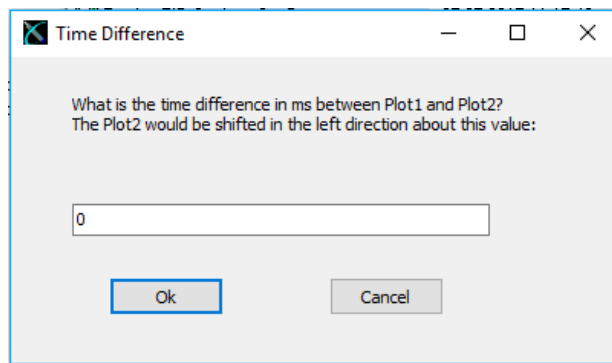 Time Difference
What is the time difference in ms between Plot1 and Plot2?
The Plot2 would be shifted in the left direction about this value:
0
Ok
Cancel